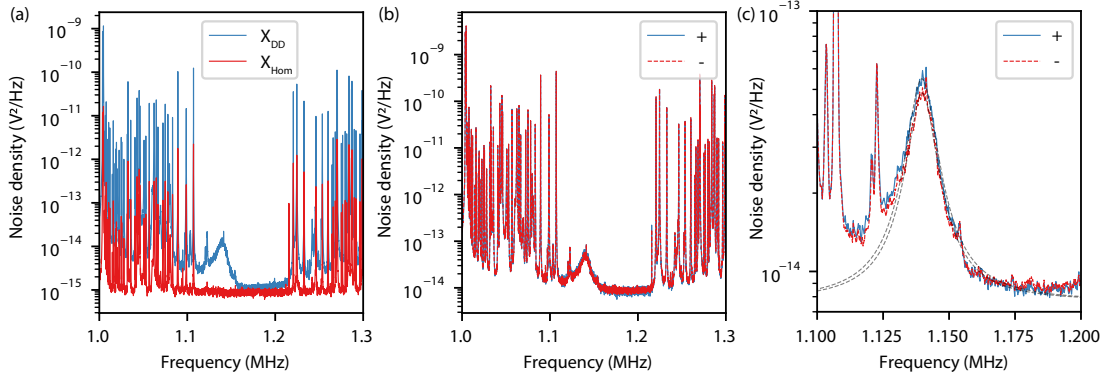 (a)
Noise density (V²/Hz)
10⁻⁹
10⁻¹⁰
10⁻¹¹
10⁻¹²
10⁻¹³
10⁻¹⁴
10⁻¹⁵
X_DD
X_Hom
1.0 1.1 1.2 1.3
Frequency (MHz)
(b)
Noise density (V²/Hz)
10⁻⁹
10⁻¹⁰
10⁻¹¹
10⁻¹²
10⁻¹³
10⁻¹⁴
+
-
1.0 1.1 1.2 1.3
Frequency (MHz)
(c)
Noise density (V²/Hz)
10⁻¹³
10⁻¹⁴
+
-
1.100 1.125 1.150 1.175 1.200
Frequency (MHz)